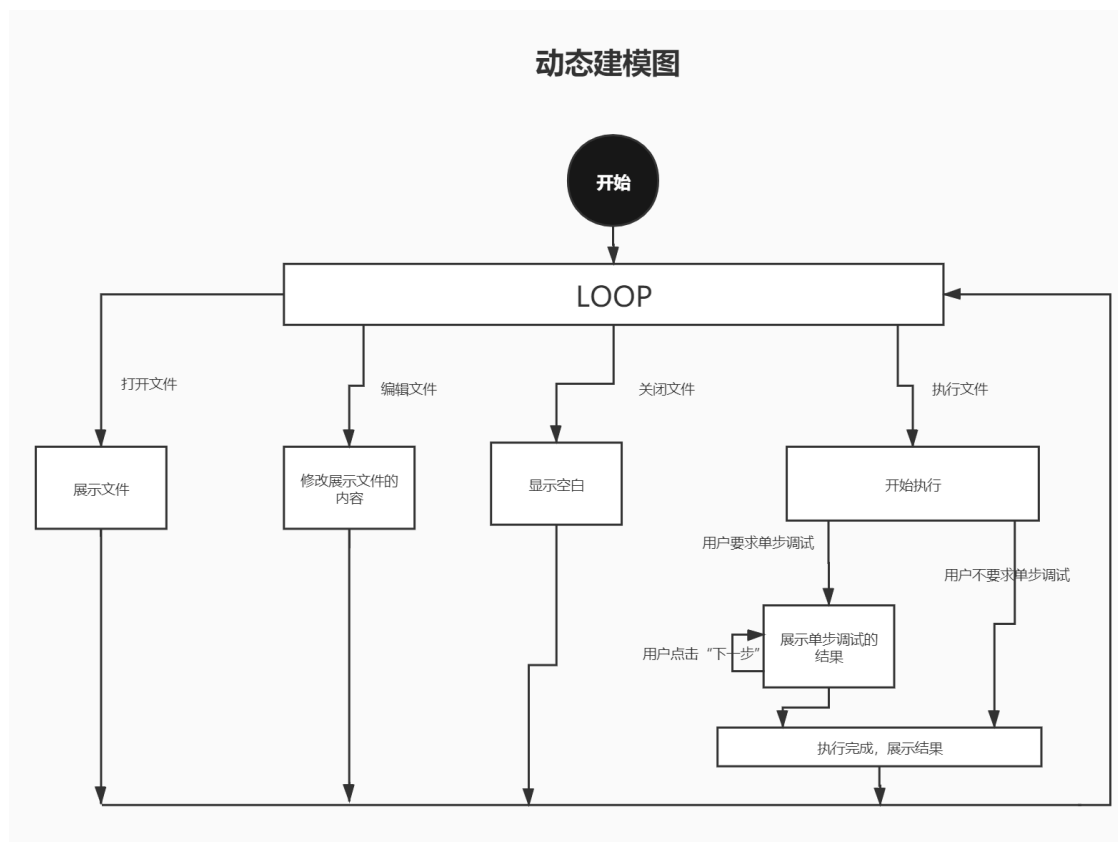 动态建模图
开始
LOOP
打开文件
编辑文件
关闭文件
执行文件
展示文件
修改展示文件的
内容
显示空白
开始执行
用户要求单步调试
用户不要求单步调试
展示单步调试的
结果
用户点击“下一步”
执行完成，展示结果